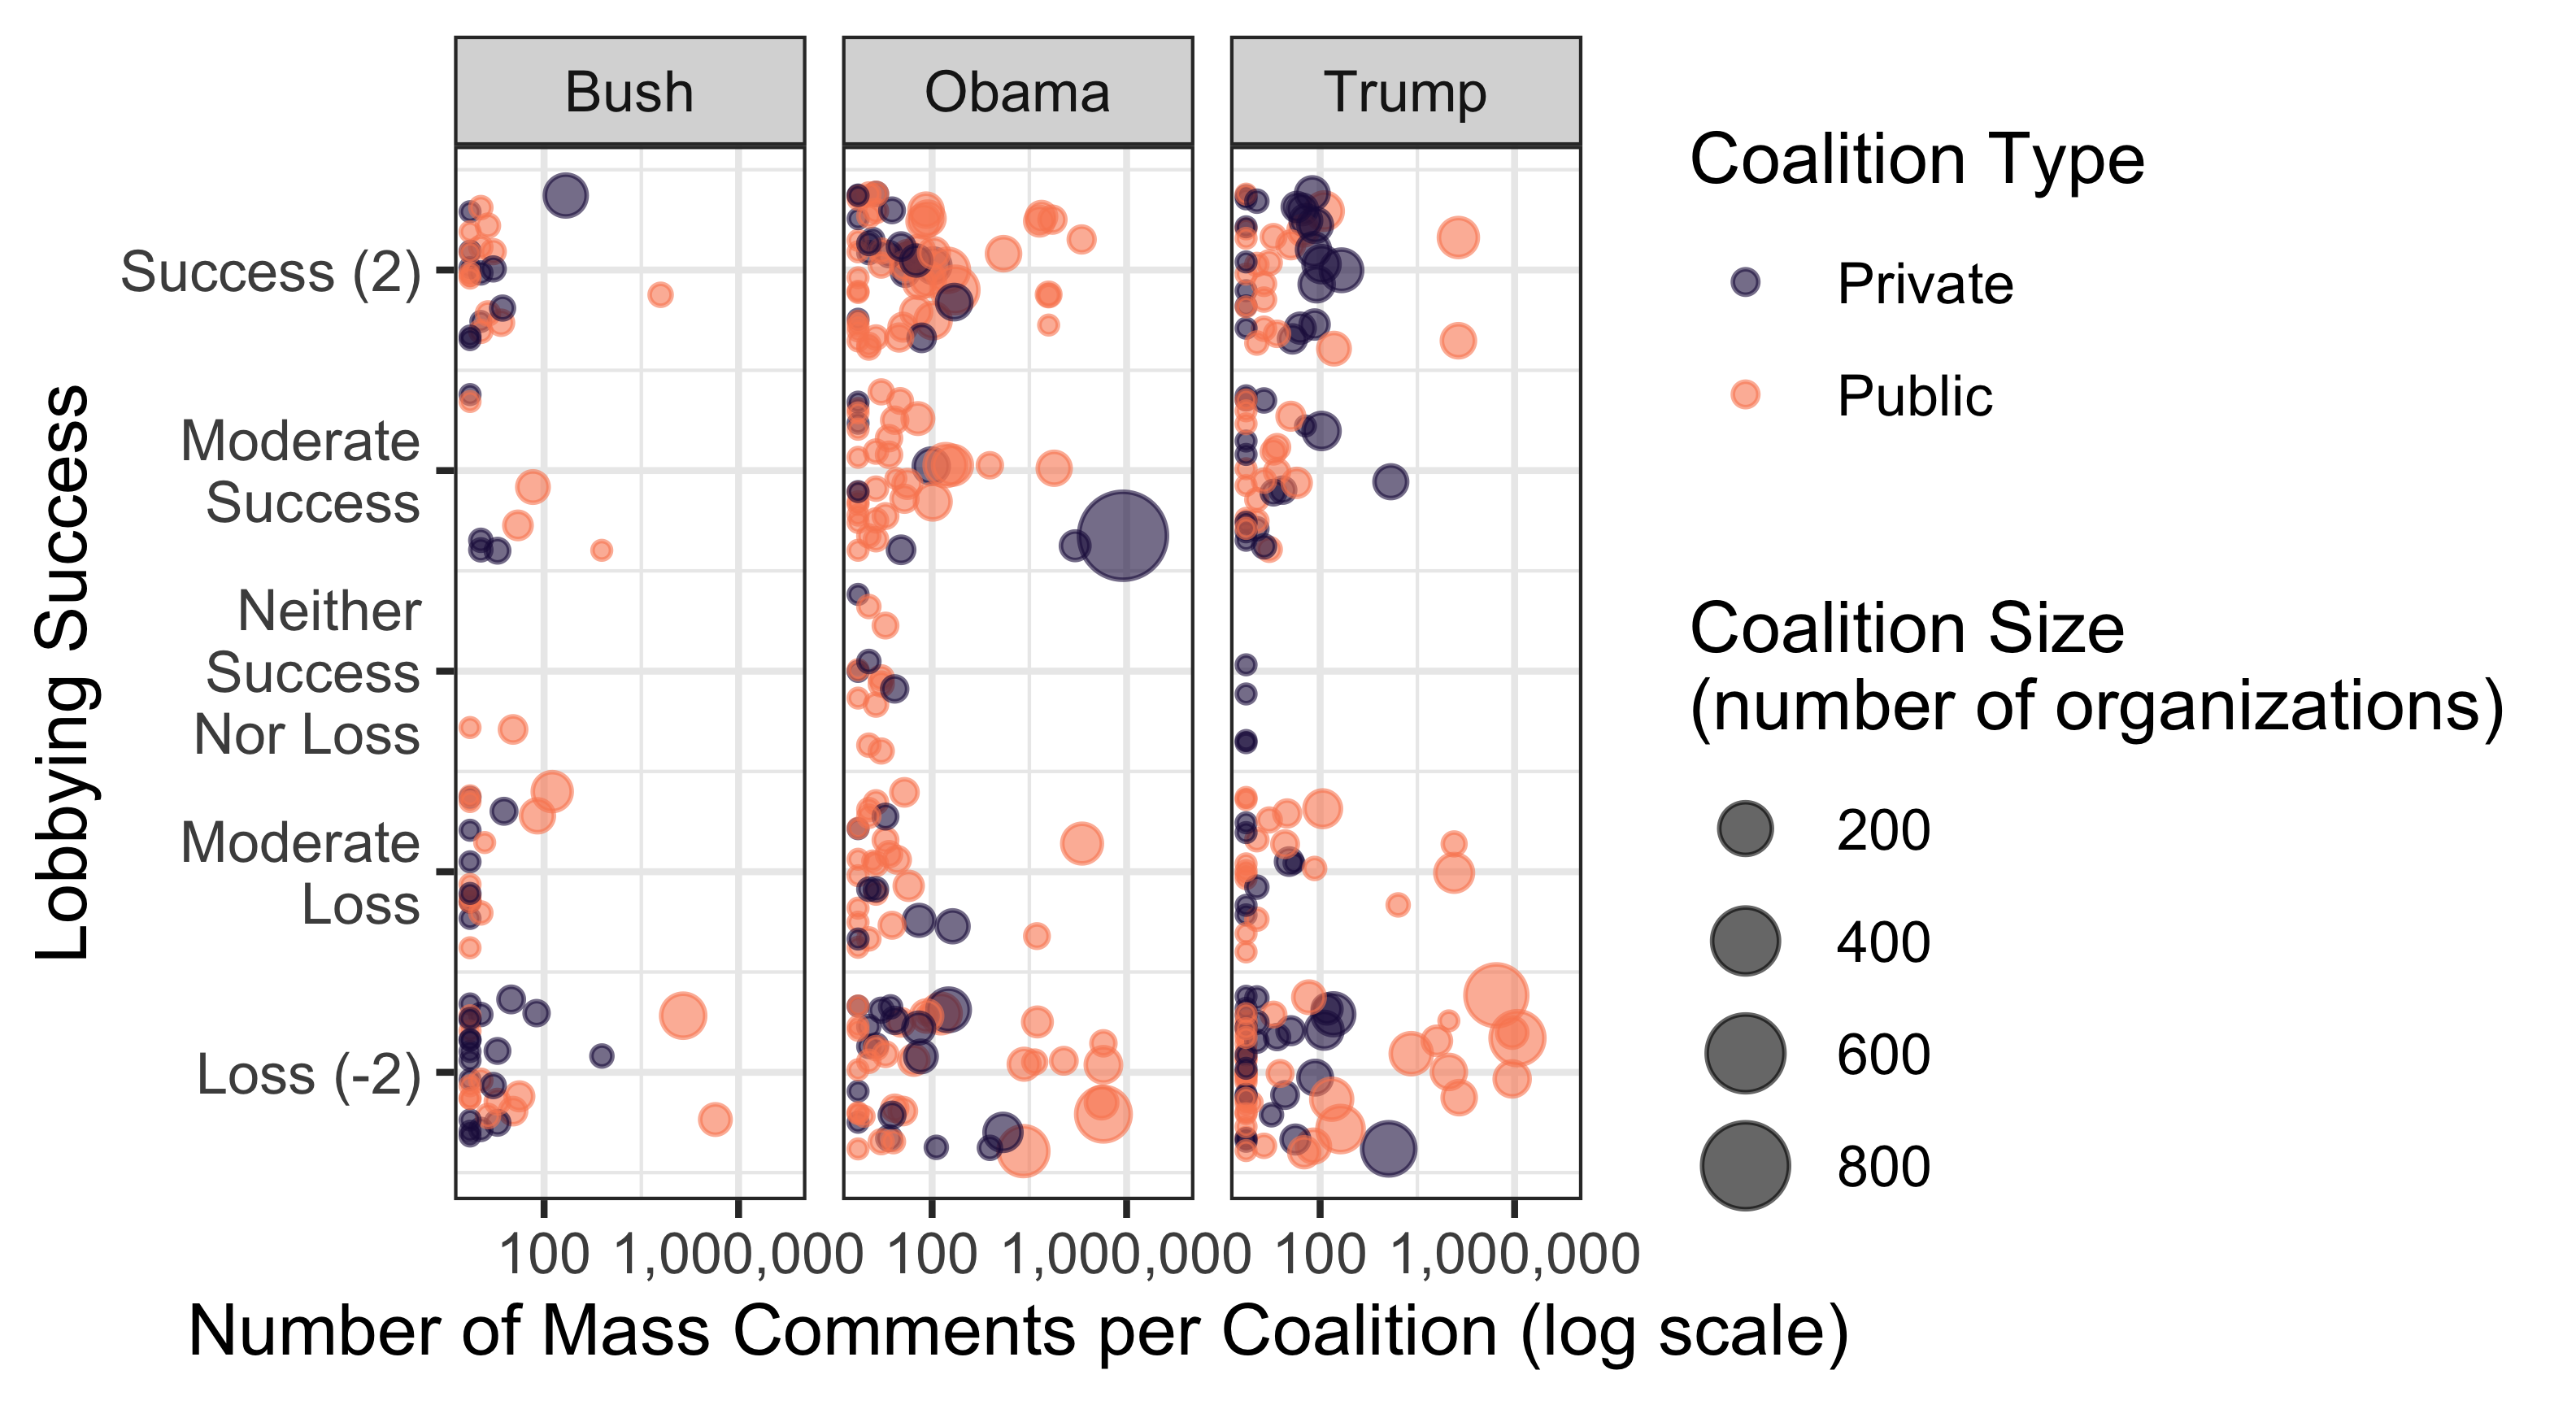 Bush
Obama
Trump
Lobbying Success
Success (2)
Moderate
Success
Neither
Success
Nor Loss
Moderate
Loss
Loss (-2)
100
1,000,000
100
1,000,000
100
1,000,000
Number of Mass Comments per Coalition (log scale)
Coalition Type
Private
Public
Coalition Size
(number of organizations)
200
400
600
800